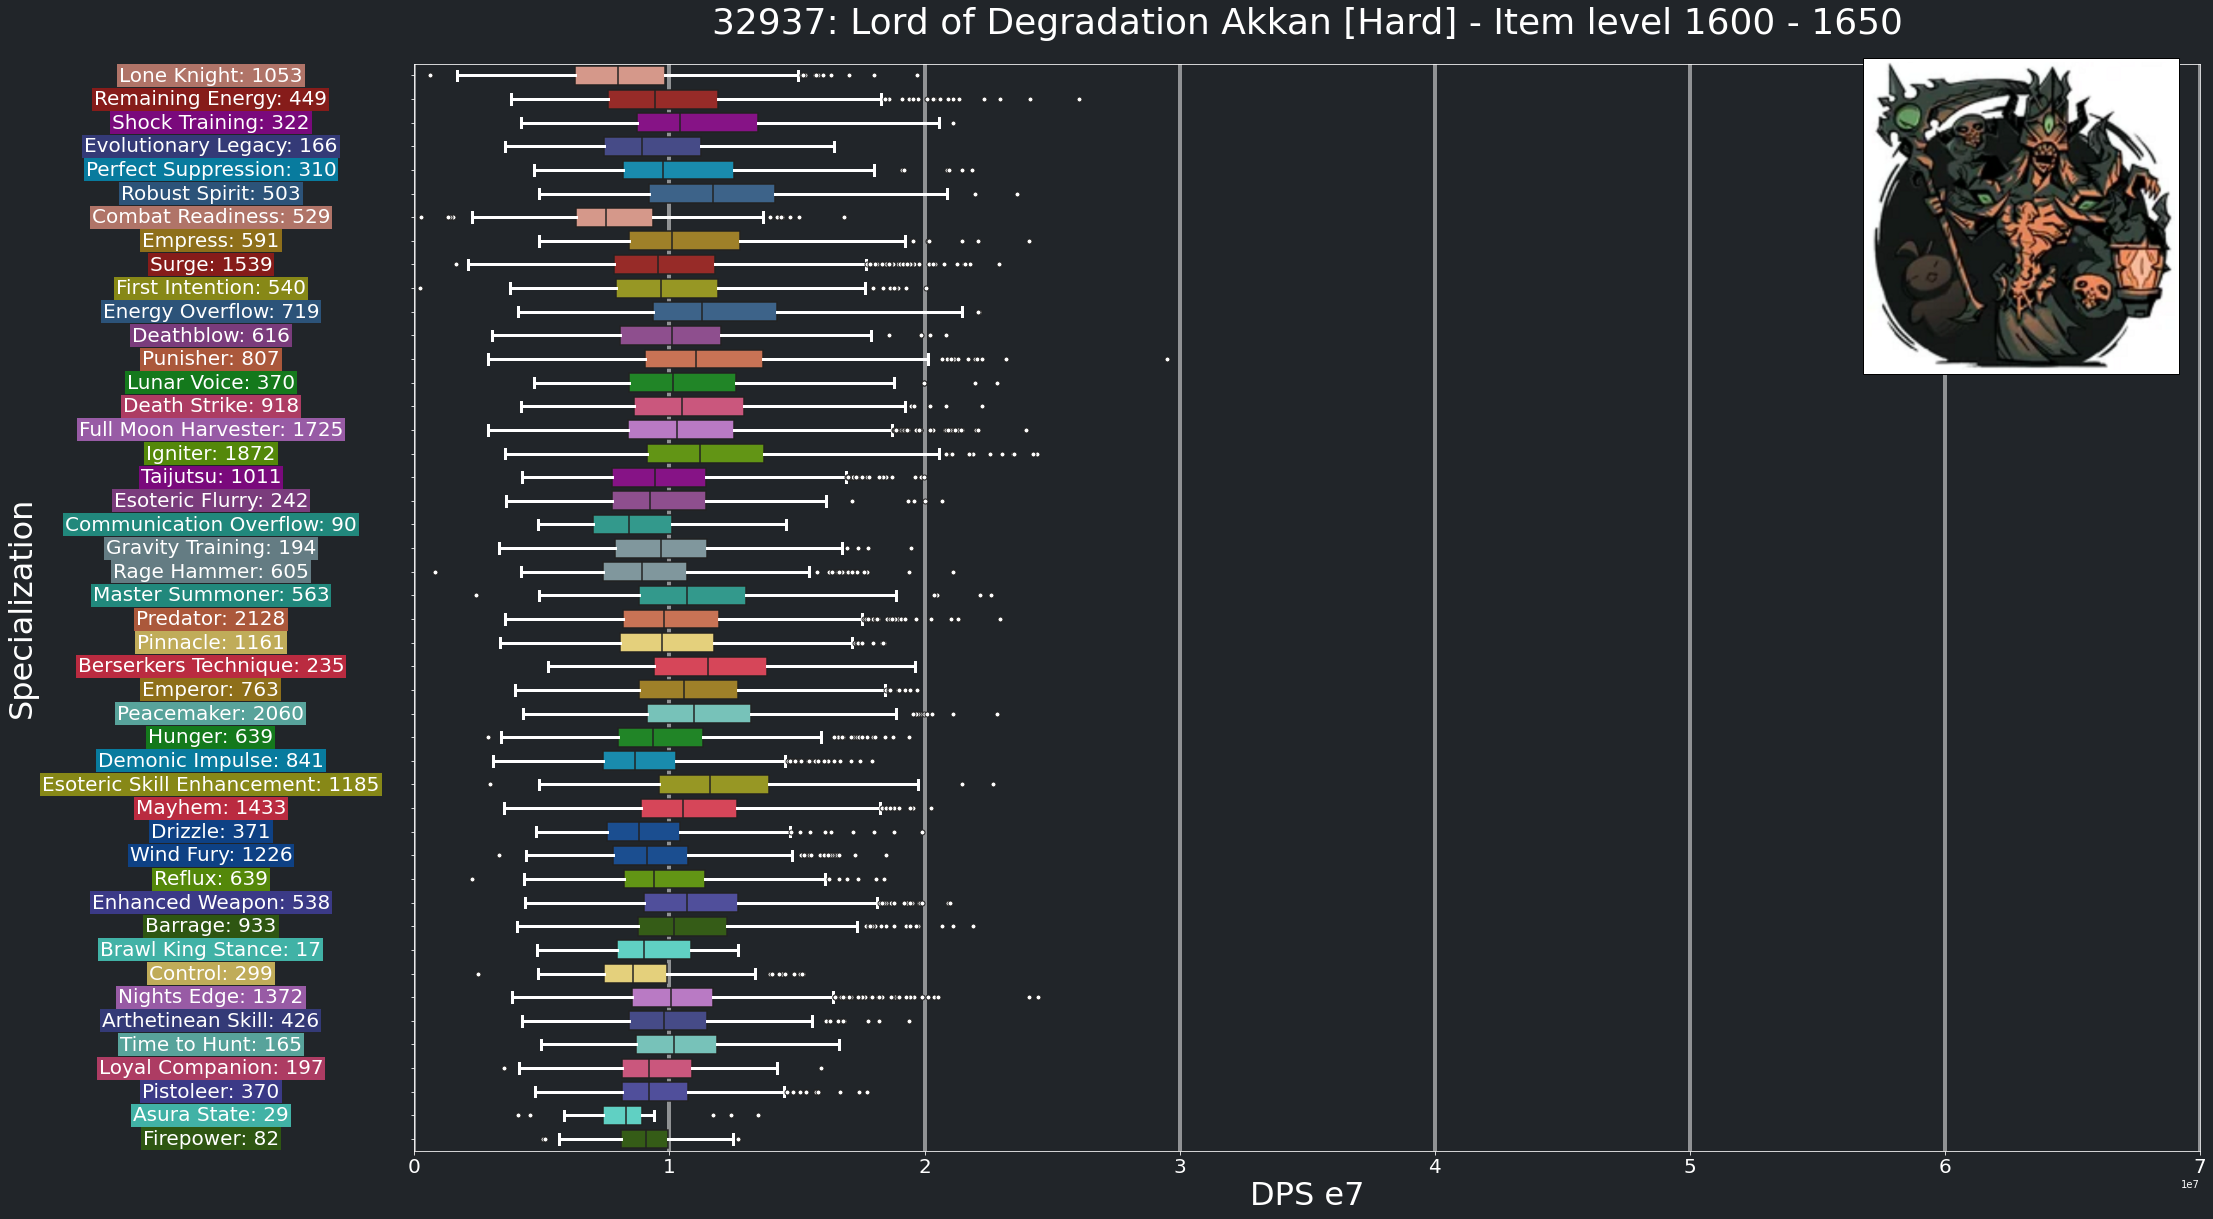 32937: Lord of Degradation Akkan [Hard] - Item level 1600 - 1650
Specialization
Lone Knight: 1053
Remaining Energy: 449
Shock Training: 322
Evolutionary Legacy: 166
Perfect Suppression: 310
Robust Spirit: 503
Combat Readiness: 529
Empress: 591
Surge: 1539
First Intention: 540
Energy Overflow: 719
Deathblow: 616
Punisher: 807
Lunar Voice: 370
Death Strike: 918
Full Moon Harvester: 1725
Igniter: 1872
Taijutsu: 1011
Esoteric Flurry: 242
Communication Overflow: 90
Gravity Training: 194
Rage Hammer: 605
Master Summoner: 563
Predator: 2128
Pinnacle: 1161
Berserkers Technique: 235
Emperor: 763
Peacemaker: 2060
Hunger: 639
Demonic Impulse: 841
Esoteric Skill Enhancement: 1185
Mayhem: 1433
Drizzle: 371
Wind Fury: 1226
Reflux: 639
Enhanced Weapon: 538
Barrage: 933
Brawl King Stance: 17
Control: 299
Nights Edge: 1372
Arthetinean Skill: 426
Time to Hunt: 165
Loyal Companion: 197
Pistoleer: 370
Asura State: 29
Firepower: 82
0 1 2 3 4 5 6 7
1e7
DPS e7